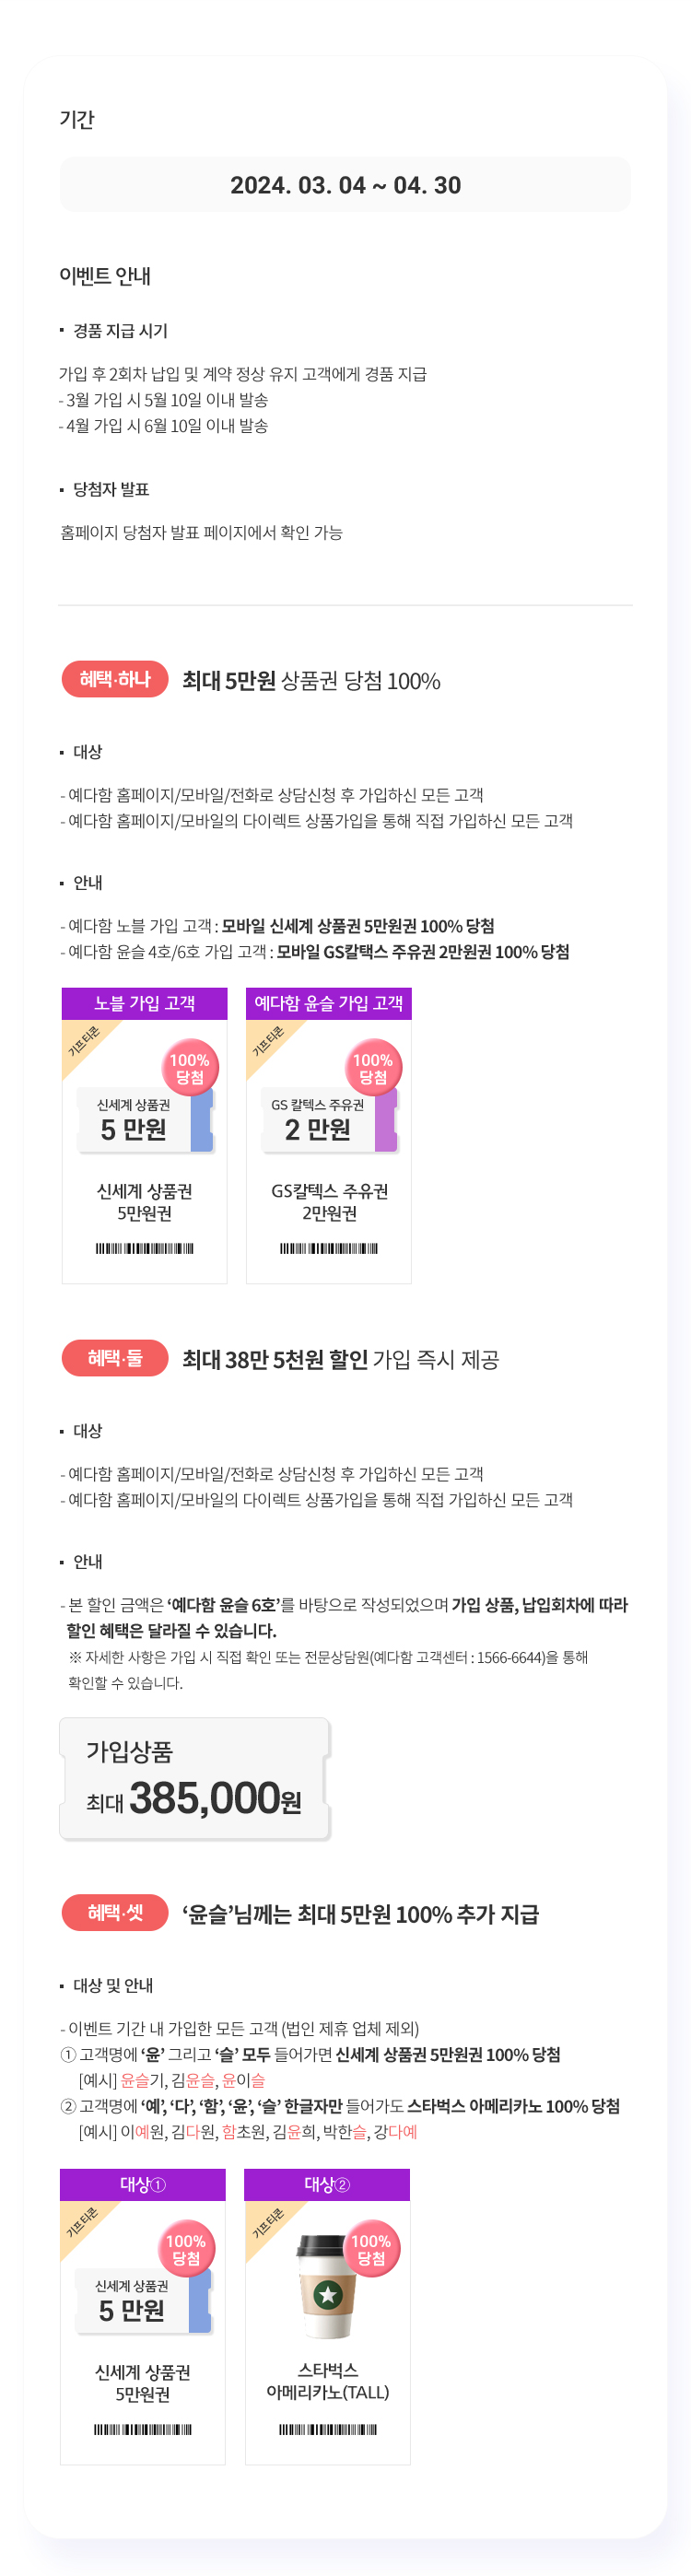 기간
2024. 03. 04 ~ 04. 30
이벤트 안내
▪ 경품 지급 시기
가입 후 2회차 납입 및 계약 정상 유지 고객에게 경품 지급
- 3월 가입 시 5월 10일 이내 발송
- 4월 가입 시 6월 10일 이내 발송
▪ 당첨자 발표
홈페이지 당첨자 발표 페이지에서 확인 가능
혜택·하나 최대 5만원 상품권 당첨 100%
▪ 대상
- 예다함 홈페이지/모바일/전화로 상담신청 후 가입하신 모든 고객
- 예다함 홈페이지/모바일의 다이렉트 상품가입을 통해 직접 가입하신 모든 고객
▪ 안내
- 예다함 노블 가입 고객 : 모바일 신세계 상품권 5만원권 100% 당첨
- 예다함 윤슬 4호/6호 가입 고객 : 모바일 GS칼택스 주유권 2만원권 100% 당첨
노블 가입 고객
기프티콘
100%
당첨
신세계 상품권
5 만원
신세계 상품권
5만원권
예다함 윤슬 가입 고객
기프티콘
100%
당첨
GS 칼텍스 주유권
2 만원
GS칼텍스 주유권
2만원권
혜택·둘 최대 38만 5천원 할인 가입 즉시 제공
▪ 대상
- 예다함 홈페이지/모바일/전화로 상담신청 후 가입하신 모든 고객
- 예다함 홈페이지/모바일의 다이렉트 상품가입을 통해 직접 가입하신 모든 고객
▪ 안내
- 본 할인 금액은 ‘예다함 윤슬 6호’를 바탕으로 작성되었으며 가입 상품, 납입회차에 따라
할인 혜택은 달라질 수 있습니다.
※ 자세한 사항은 가입 시 직접 확인 또는 전문상담원(예다함 고객센터 : 1566-6644)을 통해
확인할 수 있습니다.
가입상품
최대 385,000원
혜택·셋 ‘윤슬’님께는 최대 5만원 100% 추가 지급
▪ 대상 및 안내
- 이벤트 기간 내 가입한 모든 고객 (법인 제휴 업체 제외)
① 고객명에 ‘윤’ 그리고 ‘슬’ 모두 들어가면 신세계 상품권 5만원권 100% 당첨
[예시] 윤슬기, 김윤슬, 윤이슬
② 고객명에 ‘예’, ‘다’, ‘함’, ‘윤’, ‘슬’ 한글자만 들어가도 스타벅스 아메리카노 100% 당첨
[예시] 이예원, 김다원, 함초원, 김윤희, 박한슬, 강다예
대상①
기프티콘
100%
당첨
신세계 상품권
5 만원
신세계 상품권
5만원권
대상②
기프티콘
100%
당첨
스타벅스
아메리카노(TALL)